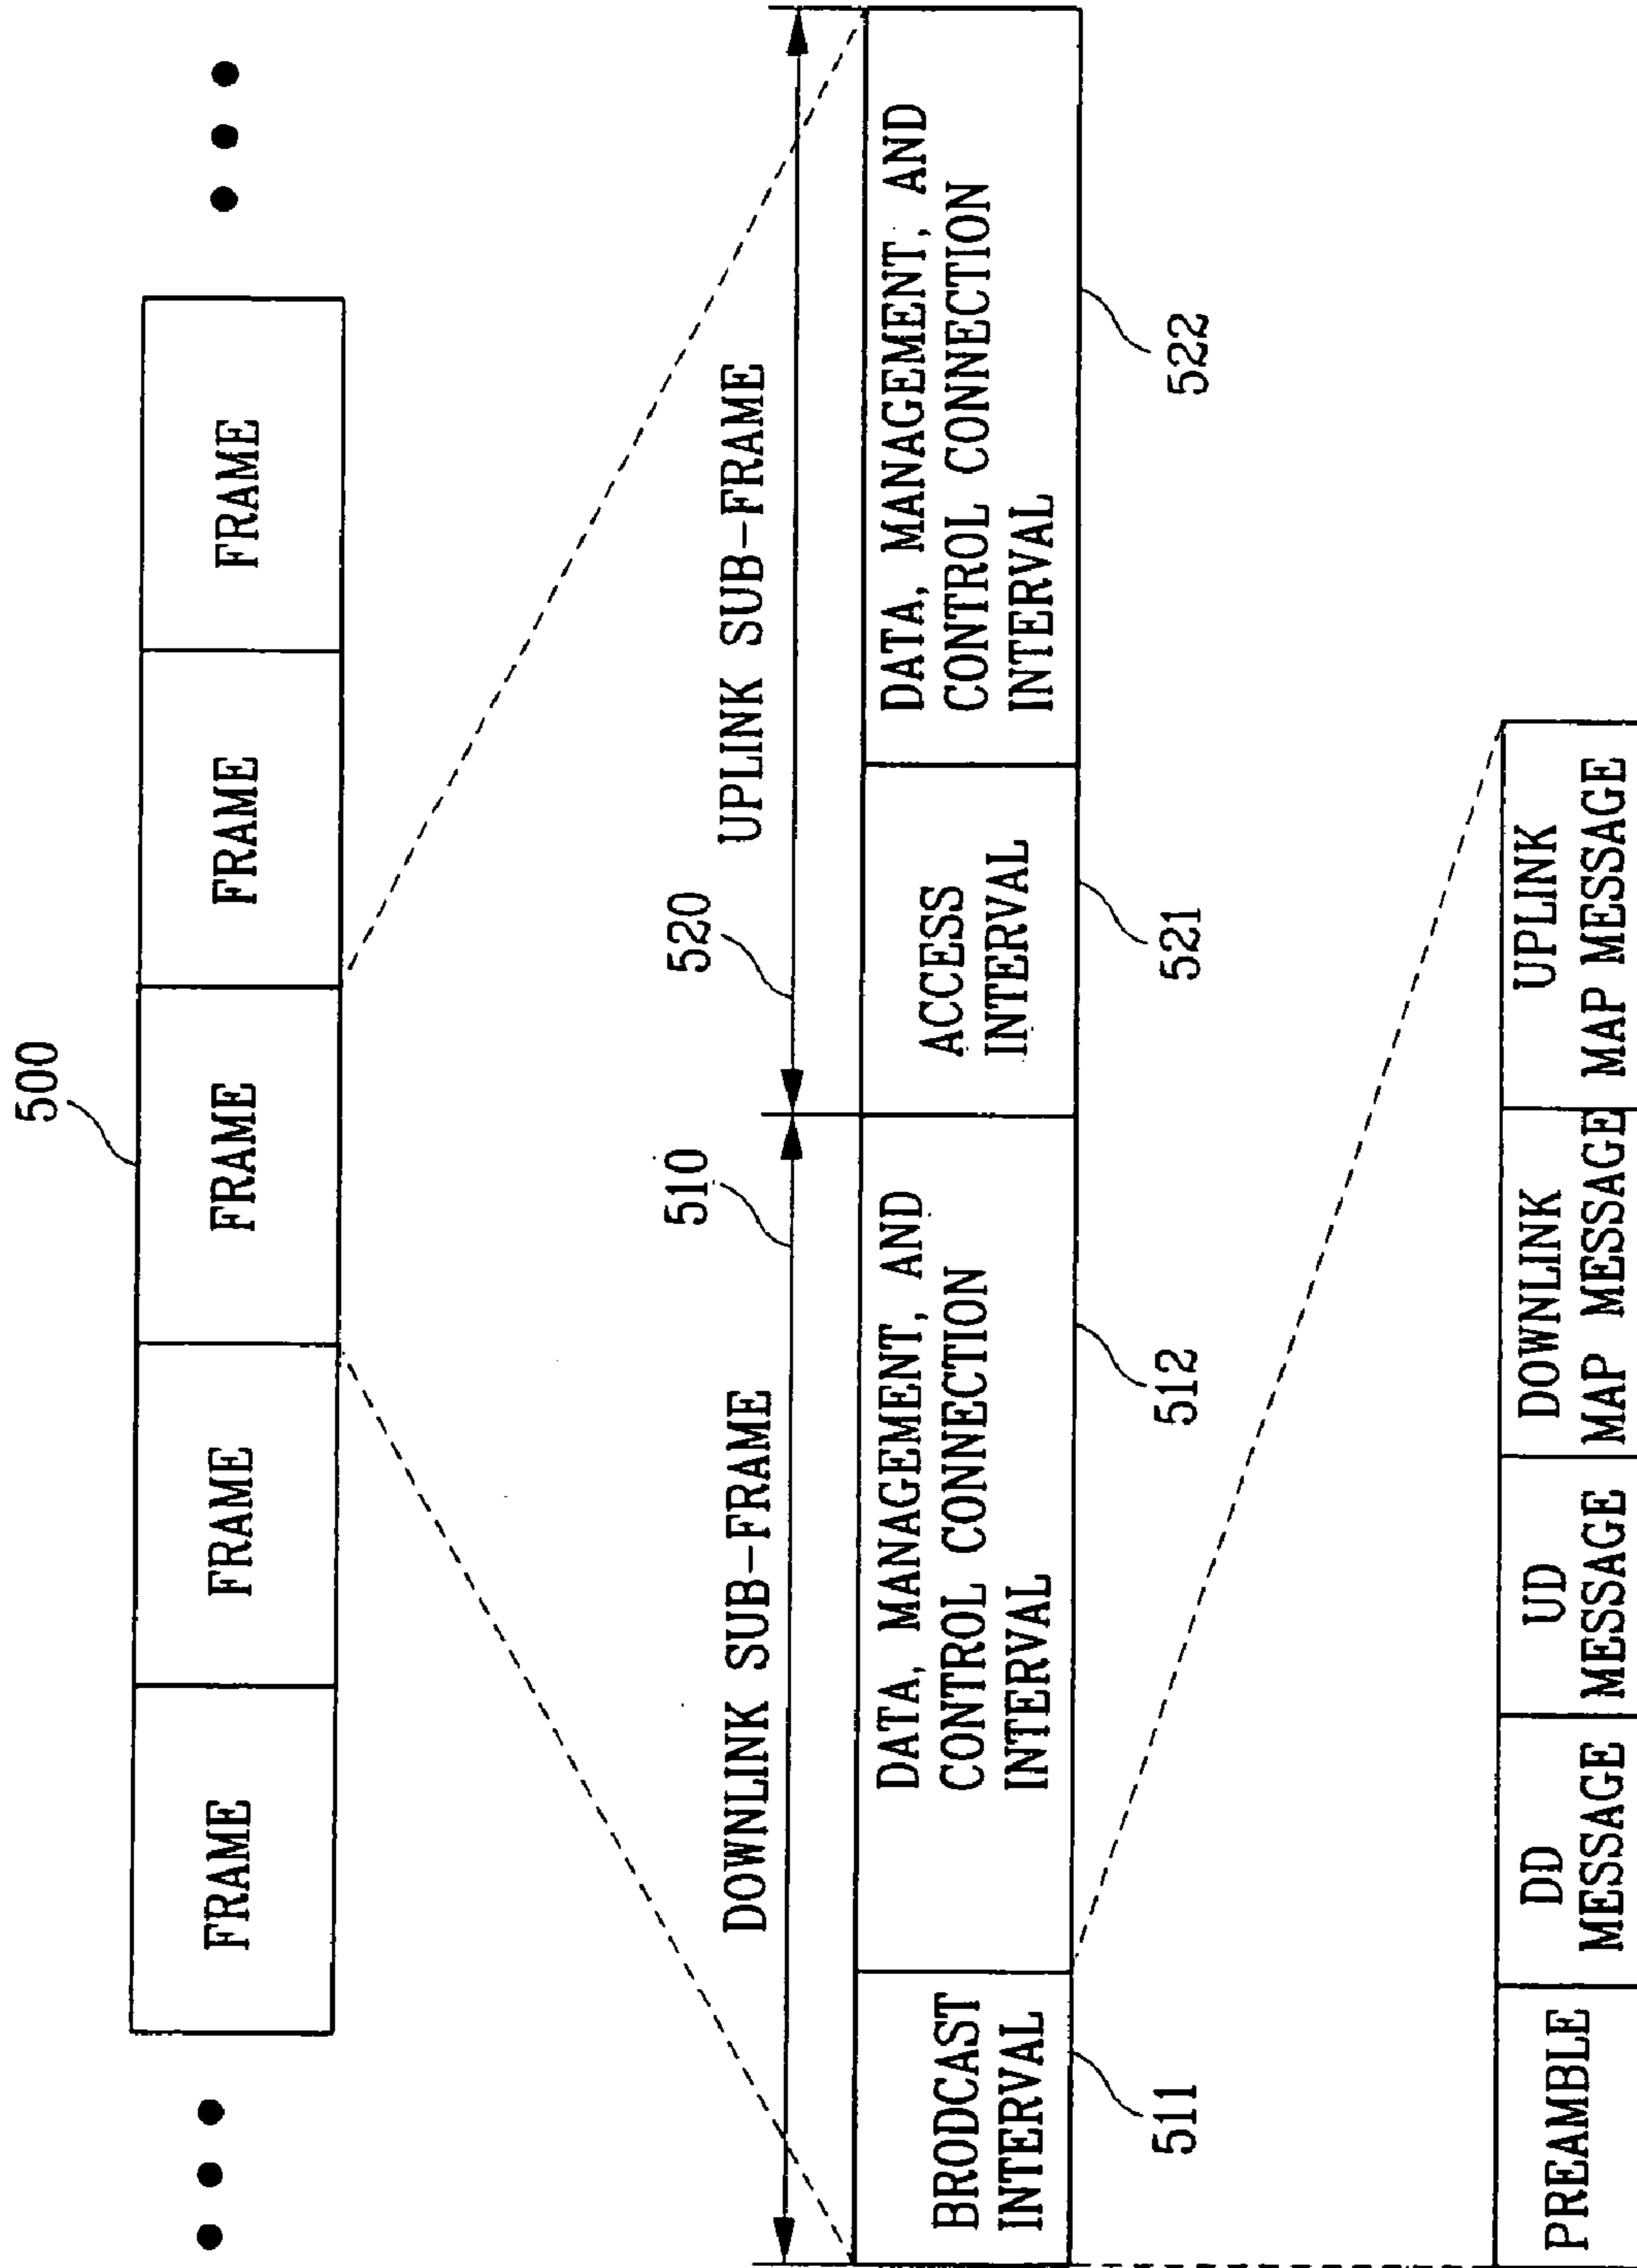 500
FRAME
FRAME
FRAME
FRAME
FRAME
510
520
DOWNLINK SUB-FRAME
UPLINK SUB-FRAME
BRODCAST
INTERVAL
DATA, MANAGEMENT, AND
CONTROL CONNECTION
INTERVAL
ACCESS
INTERVAL
DATA, MANAGEMENT, AND
CONTROL CONNECTION
INTERVAL
511
512
521
522
PREAMBLE
DD
MESSAGE
UD
MESSAGE
DOWNLINK
MAP MESSAGE
UPLINK
MAP MESSAGE